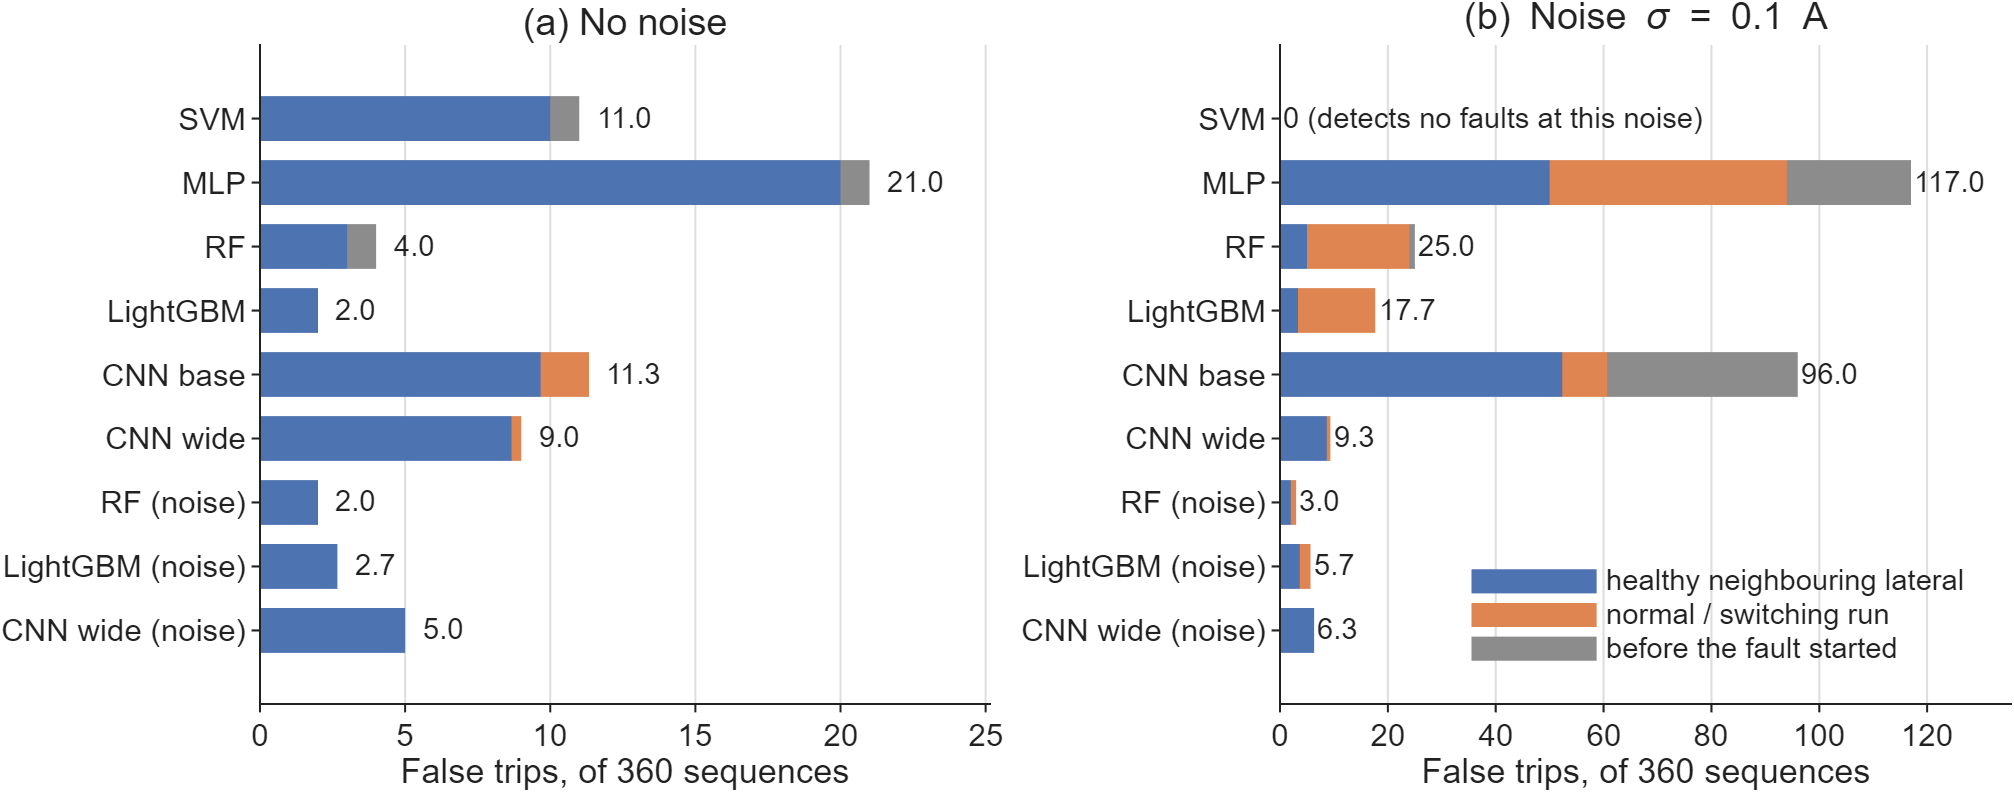 (a) No noise
SVM
11.0
MLP
21.0
RF
4.0
LightGBM
2.0
CNN base
11.3
CNN wide
9.0
RF (noise)
2.0
LightGBM (noise)
2.7
CNN wide (noise)
5.0
0 5 10 15 20 25
False trips, of 360 sequences
(b) Noise σ = 0.1 A
SVM
0 (detects no faults at this noise)
MLP
117.0
RF
25.0
LightGBM
17.7
CNN base
96.0
CNN wide
9.3
RF (noise)
3.0
LightGBM (noise)
5.7
CNN wide (noise)
6.3
healthy neighbouring lateral
normal / switching run
before the fault started
0 20 40 60 80 100 120
False trips, of 360 sequences